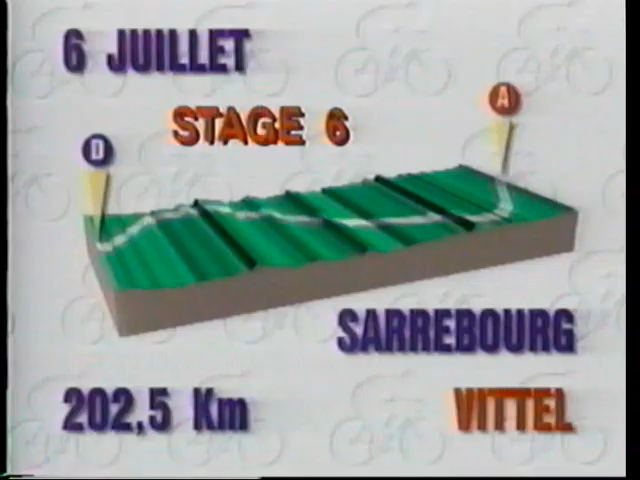 6 JUILLET
STAGE 6
A
D
SARREBOURG
202,5 Km
VITTEL